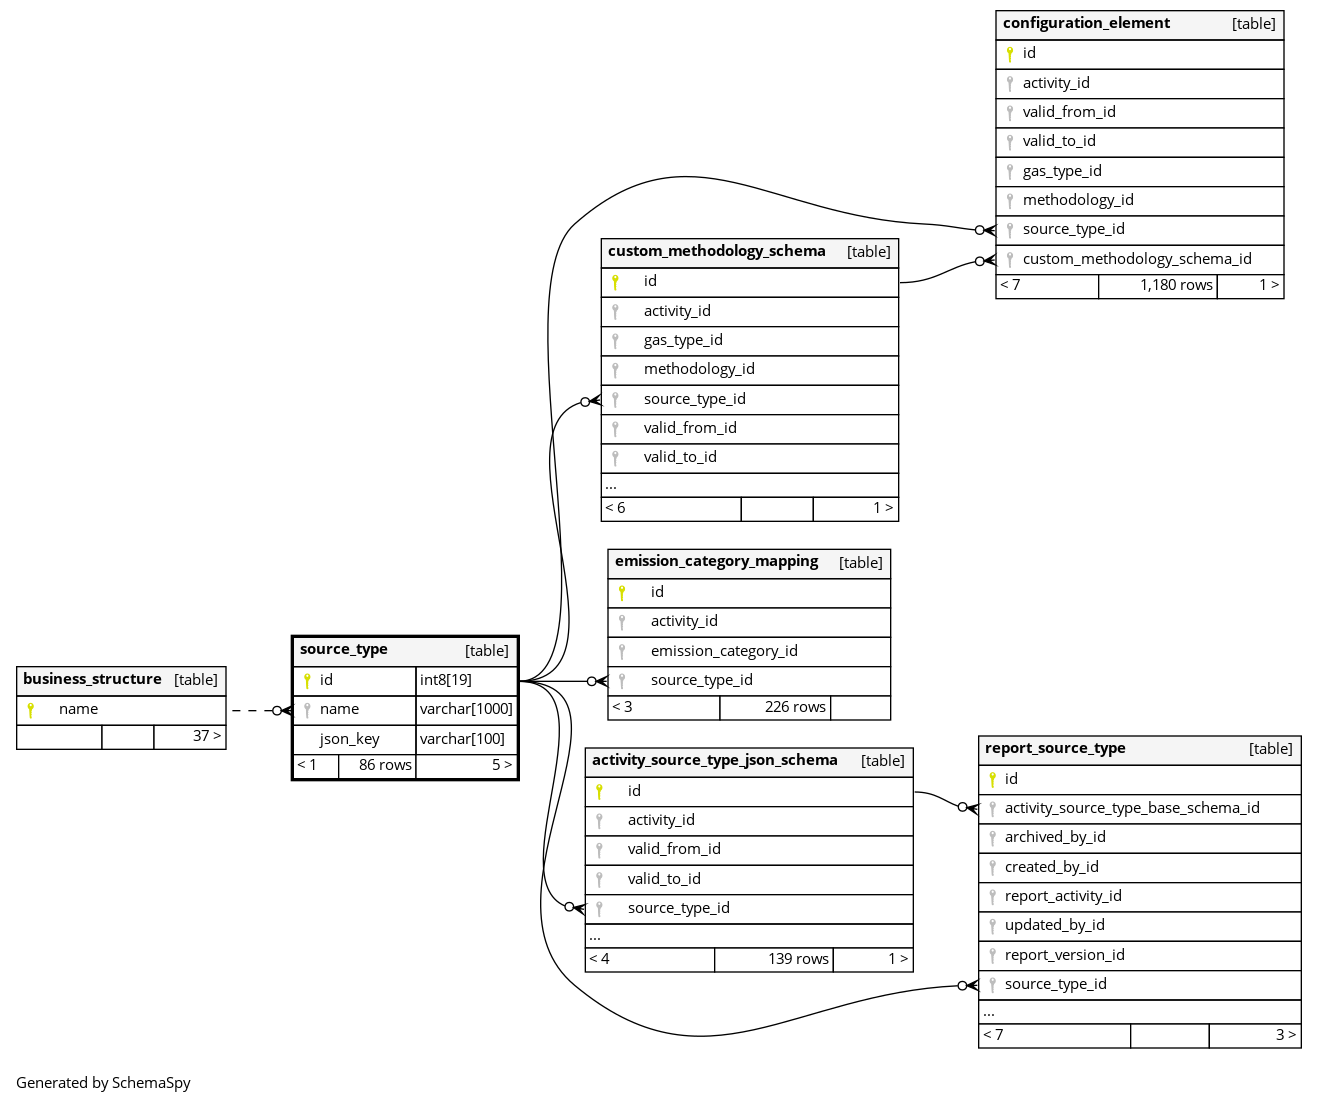 configuration_element [table]
id
activity_id
valid_from_id
valid_to_id
gas_type_id
methodology_id
source_type_id
custom_methodology_schema_id
< 7 1,180 rows 1 >
custom_methodology_schema [table]
id
activity_id
gas_type_id
methodology_id
source_type_id
valid_from_id
valid_to_id
...
< 6 1 >
emission_category_mapping [table]
id
activity_id
emission_category_id
source_type_id
< 3 226 rows
source_type [table]
id int8[19]
name varchar[1000]
json_key varchar[100]
< 1 86 rows 5 >
business_structure [table]
name
37 >
activity_source_type_json_schema [table]
id
activity_id
valid_from_id
valid_to_id
source_type_id
...
< 4 139 rows 1 >
report_source_type [table]
id
activity_source_type_base_schema_id
archived_by_id
created_by_id
report_activity_id
updated_by_id
report_version_id
source_type_id
...
< 7 3 >
Generated by SchemaSpy